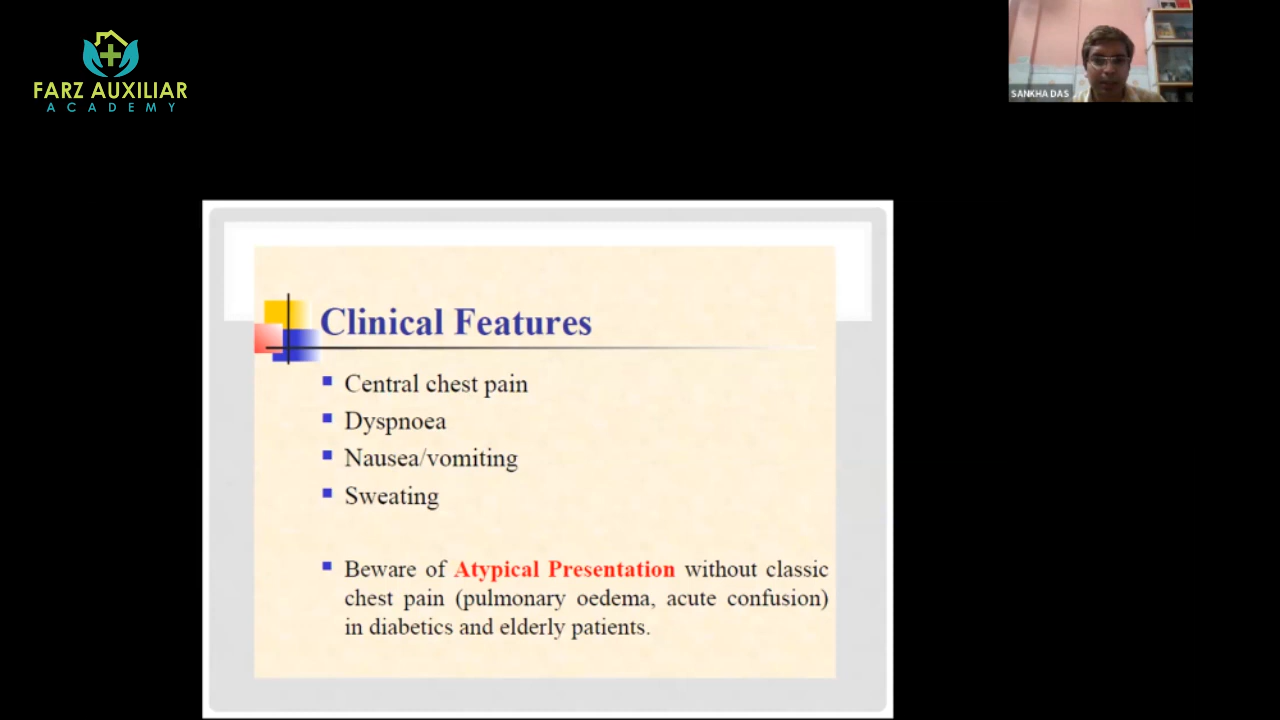 FARZ AUXILIAR
ACADEMY
SANKHA DAS
Clinical Features
Central chest pain
Dyspnoea
Nausea/vomiting
Sweating
Beware of Atypical Presentation without classic
chest pain (pulmonary oedema, acute confusion)
in diabetics and elderly patients.